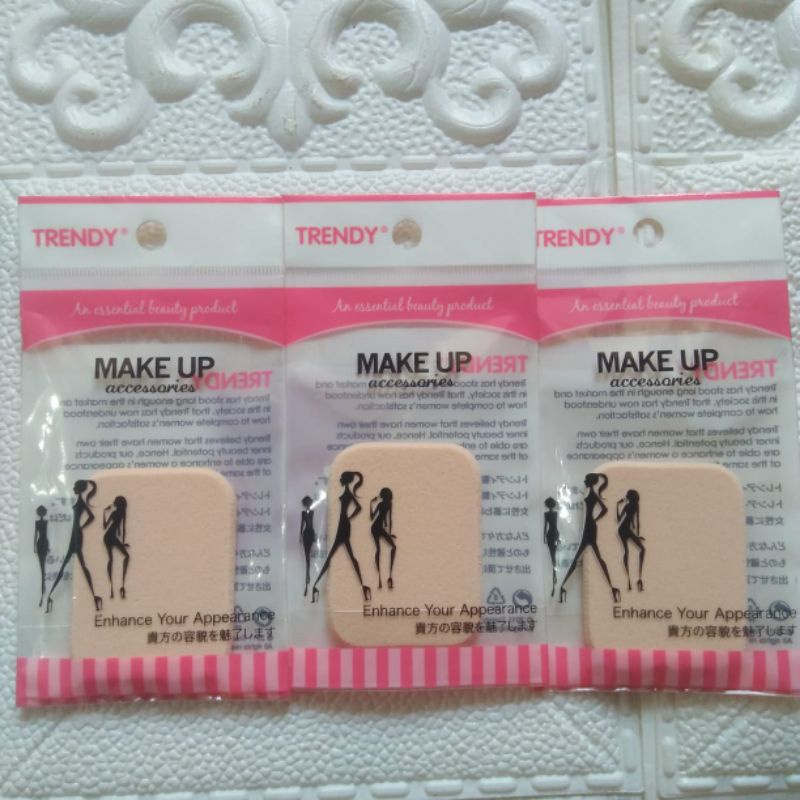 TRENDY®
An essential beauty product
MAKE UP
accessories
TRENDY
Trendy has stood long enough in the market and
in this society, that Trendy has now understood
how to complete women's satisfaction.
Trendy believes that women have their own
inner beauty potential. Hence, our products
are able to enhance a women's appearance
at the same
Enhance Your Appearance
貴方の容貌を魅了します
TRENDY®
An essential beauty product
MAKE UP
accessories
TRENDY
Trendy has stood long enough in the market and
in this society, that Trendy has now understood
how to complete women's satisfaction.
Trendy believes that women have their own
inner beauty potential. Hence, our products
are able to enhance a women's appearance
at the same
Enhance Your Appearance
貴方の容貌を魅了します
TRENDY®
An essential beauty product
MAKE UP
accessories
TRENDY
Trendy has stood long enough in the market and
in this society, that Trendy has now understood
how to complete women's satisfaction.
Trendy believes that women have their own
inner beauty potential. Hence, our products
are able to enhance a women's appearance
at the same
Enhance Your Appearance
貴方の容貌を魅了します